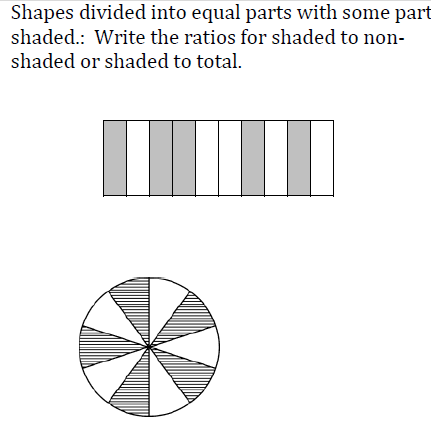 Shapes divided into equal parts with some part
shaded.: Write the ratios for shaded to non-
shaded or shaded to total.